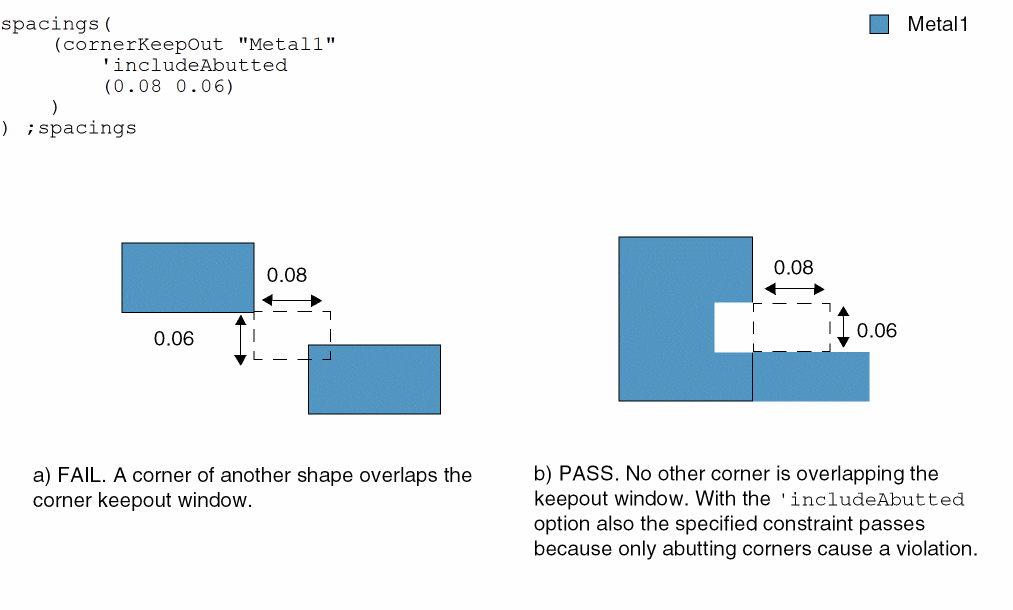 spacings(
    (cornerKeepOut "Metal1"
        'includeAbutted
        (0.08 0.06)
    )
) ;spacings
Metal1
0.08
0.06
0.08
0.06
a) FAIL. A corner of another shape overlaps the
corner keepout window.
b) PASS. No other corner is overlapping the
keepout window. With the 'includeAbutted
option also the specified constraint passes
because only abutting corners cause a violation.